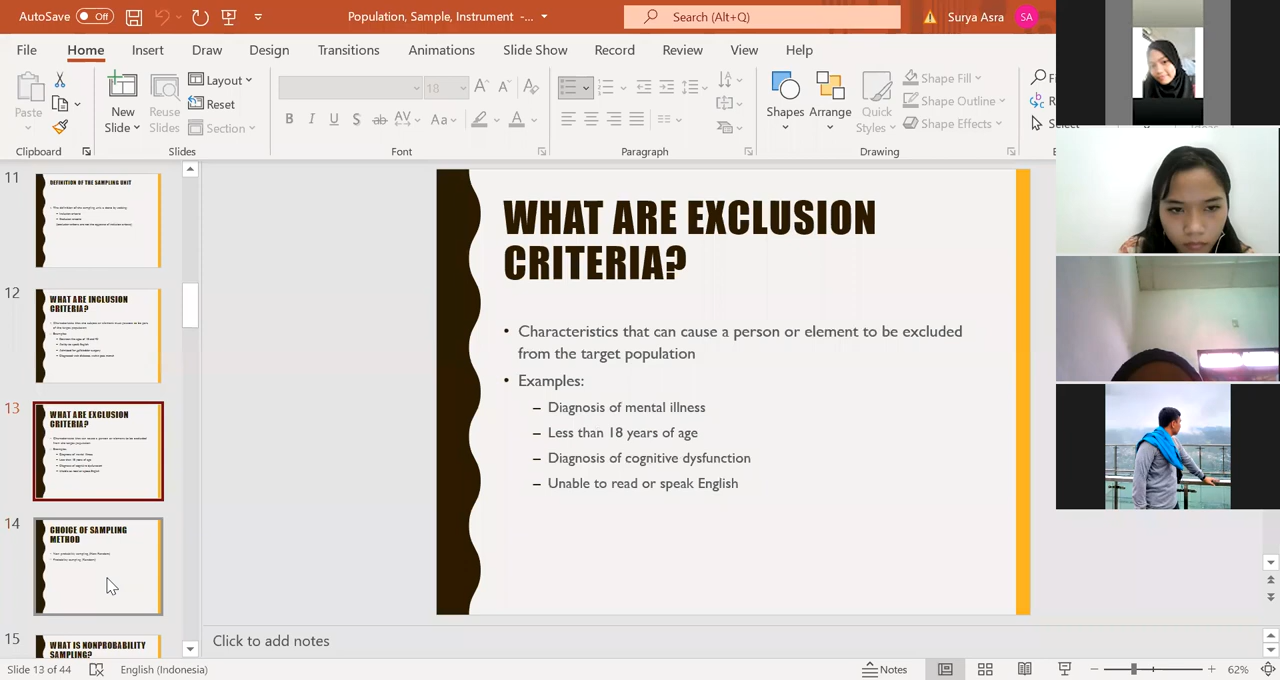 AutoSave Off
Population, Sample, Instrument -...
Search (Alt+Q)
Surya Asra SA
File Home Insert Draw Design Transitions Animations Slide Show Record Review View Help
Paste
Clipboard
New Slide
Reuse Slides
Layout
Reset
Section
Slides
18
Font
Paragraph
Shapes
Arrange
Quick Styles
Shape Fill
Shape Outline
Shape Effects
Drawing
11
DEFINITION OF THE SAMPLING UNIT
12
WHAT ARE INCLUSION
CRITERIA?
13
WHAT ARE EXCLUSION
CRITERIA?
14
CHOICE OF SAMPLING
METHOD
15
WHAT IS NONPROBABILITY
SAMPLING?
WHAT ARE EXCLUSION
CRITERIA?
• Characteristics that can cause a person or element to be excluded
from the target population
• Examples:
– Diagnosis of mental illness
– Less than 18 years of age
– Diagnosis of cognitive dysfunction
– Unable to read or speak English
Click to add notes
Slide 13 of 44
English (Indonesia)
Notes
62%